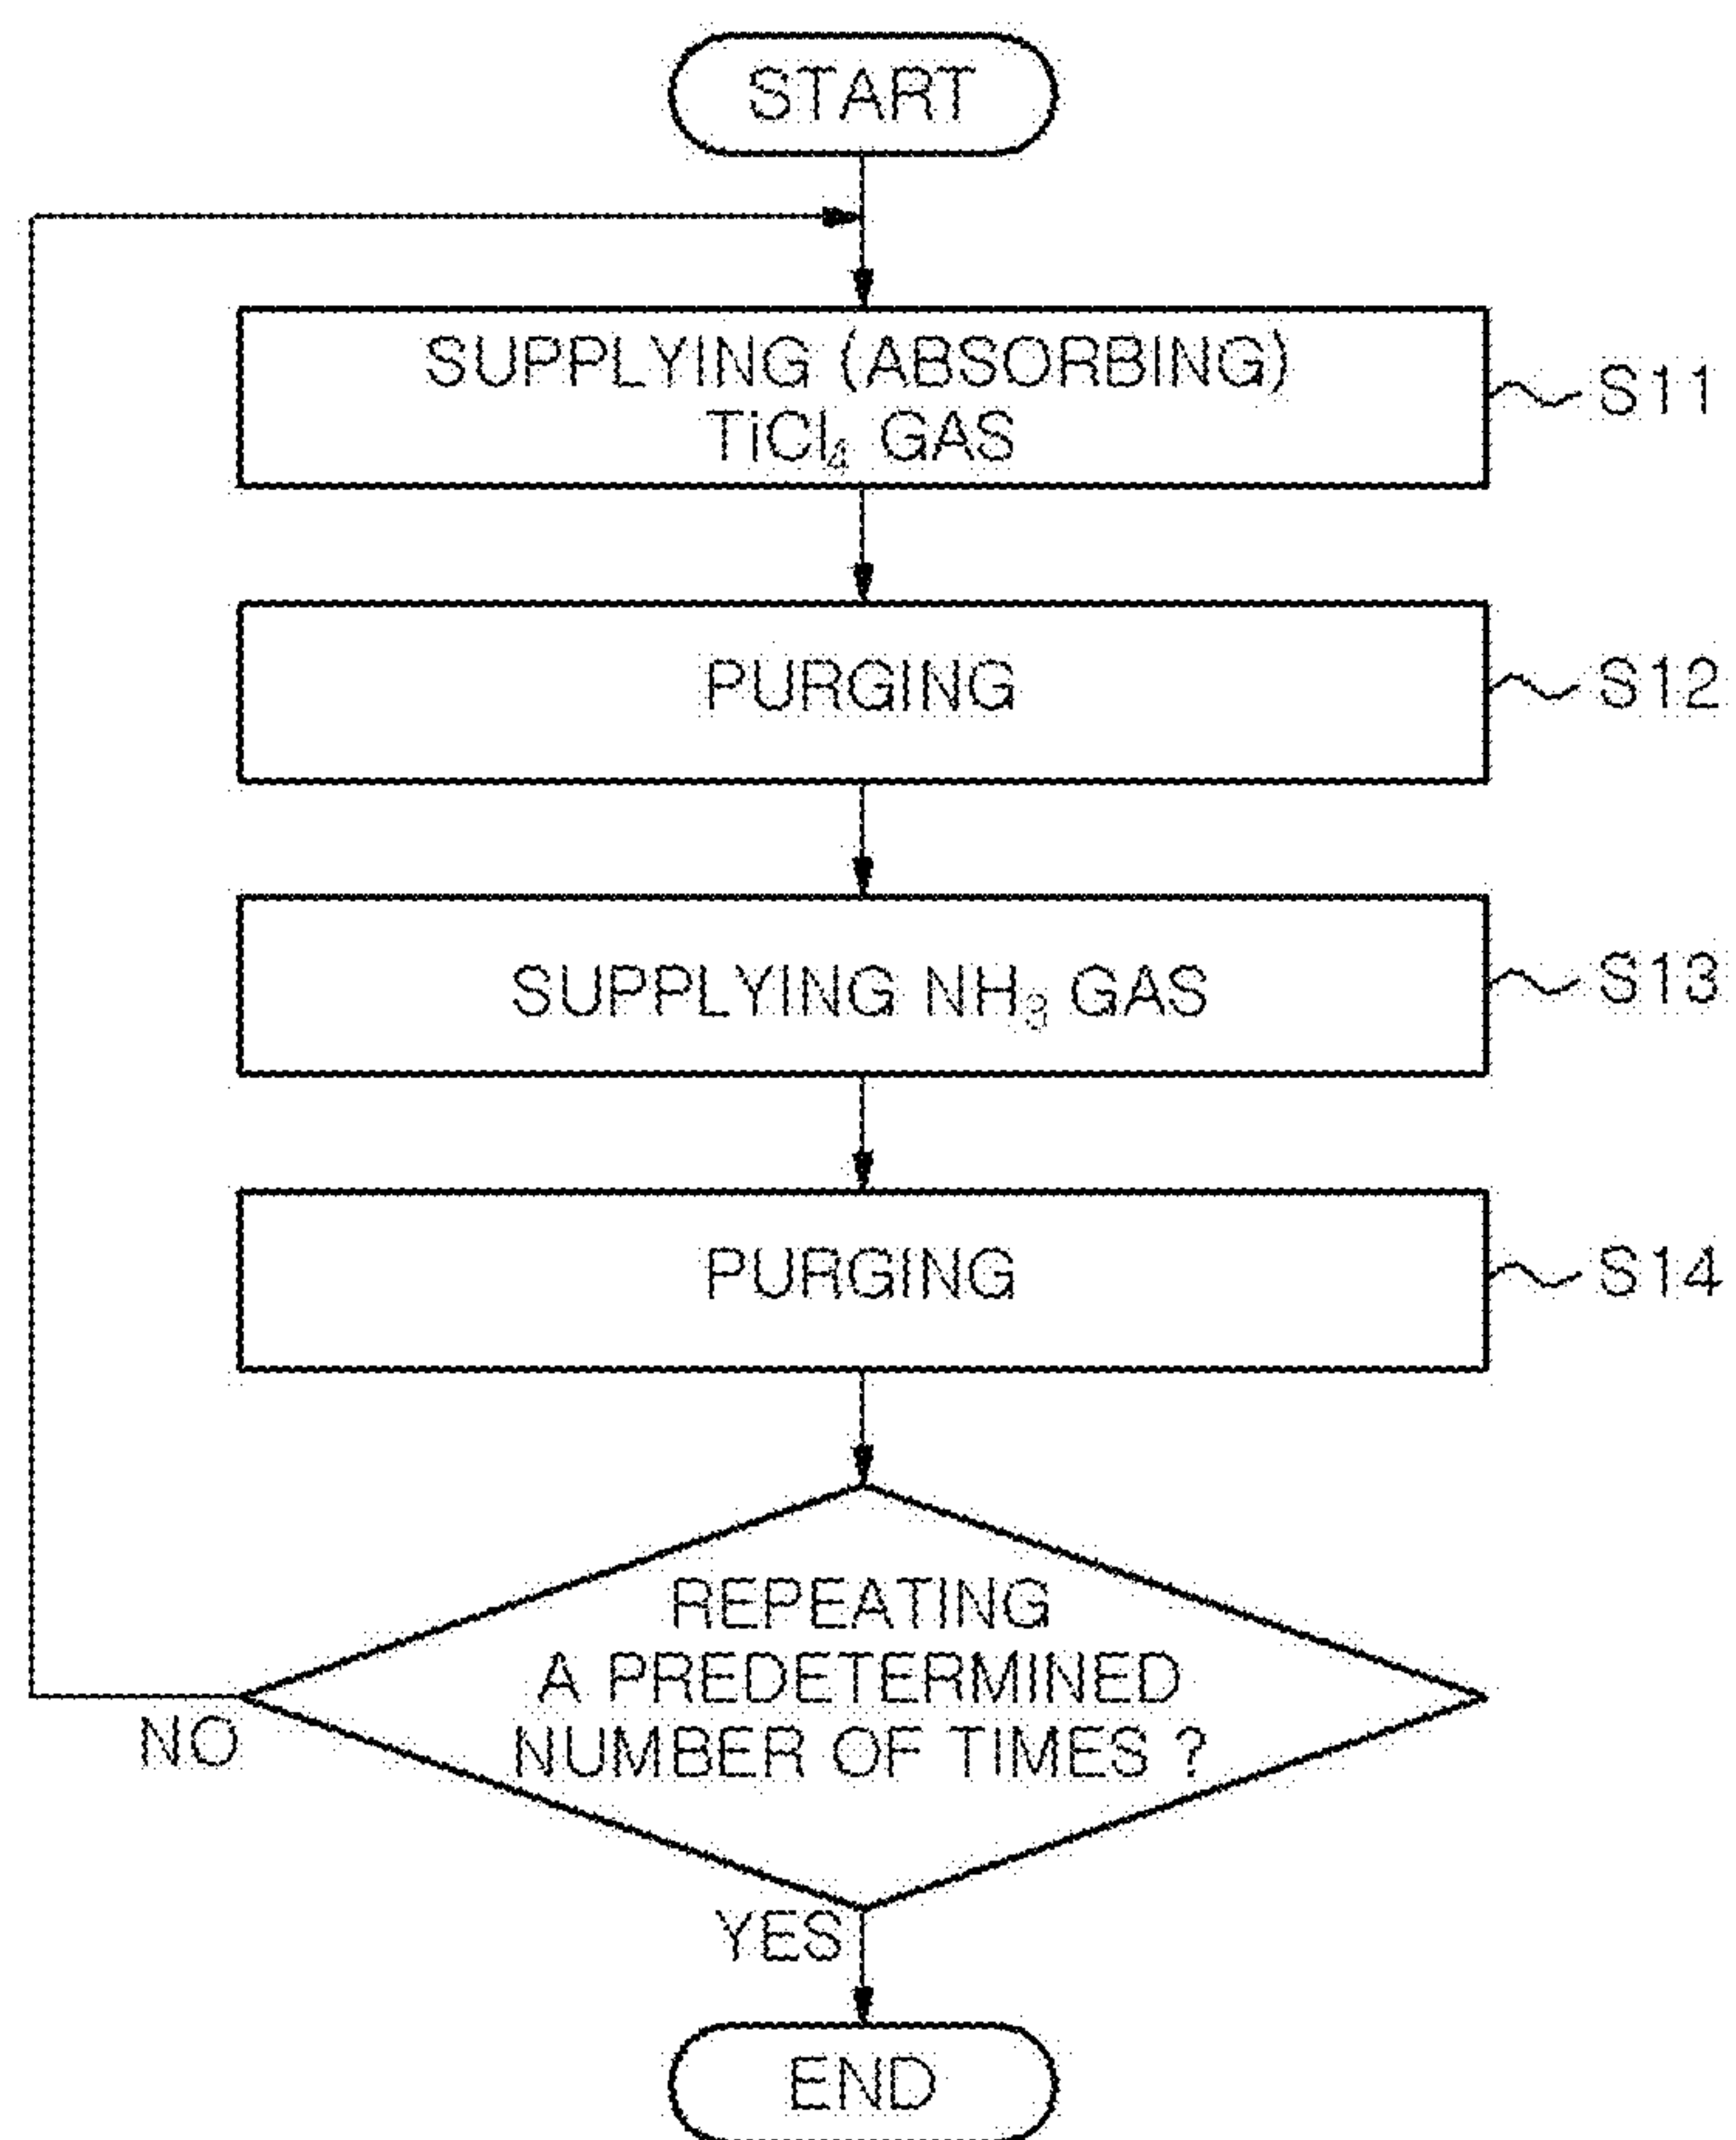 START
SUPPLYING (ABSORBING)
TiCl₄ GAS
S11
PURGING
S12
SUPPLYING NH₃ GAS
S13
PURGING
S14
REPEATING
A PREDETERMINED
NUMBER OF TIMES ?
NO
YES
END